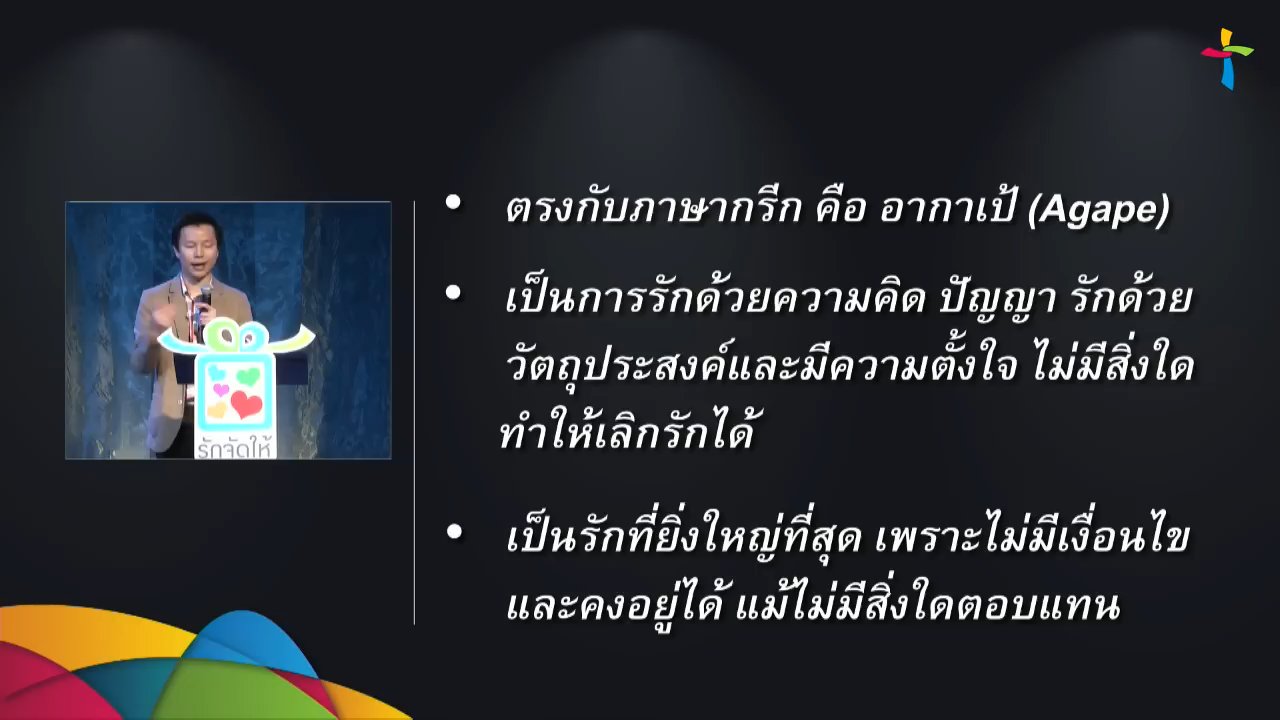 ตรงกับภาษากรีก คือ อากาเป้ (Agape)
เป็นการรักด้วยความคิด ปัญญา รักด้วย
วัตถุประสงค์และมีความตั้งใจ ไม่มีสิ่งใด
ทำให้เลิกรักได้
เป็นรักที่ยิ่งใหญ่ที่สุด เพราะไม่มีเงื่อนไข
และคงอยู่ได้ แม้ไม่มีสิ่งใดตอบแทน
รักจัดให้